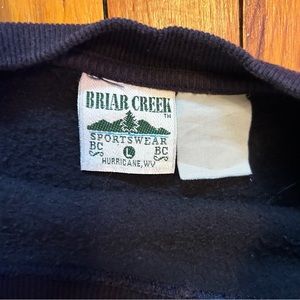 BRIAR CREEK
TM
SPORTSWEAR
BC L BC
HURRICANE, WV